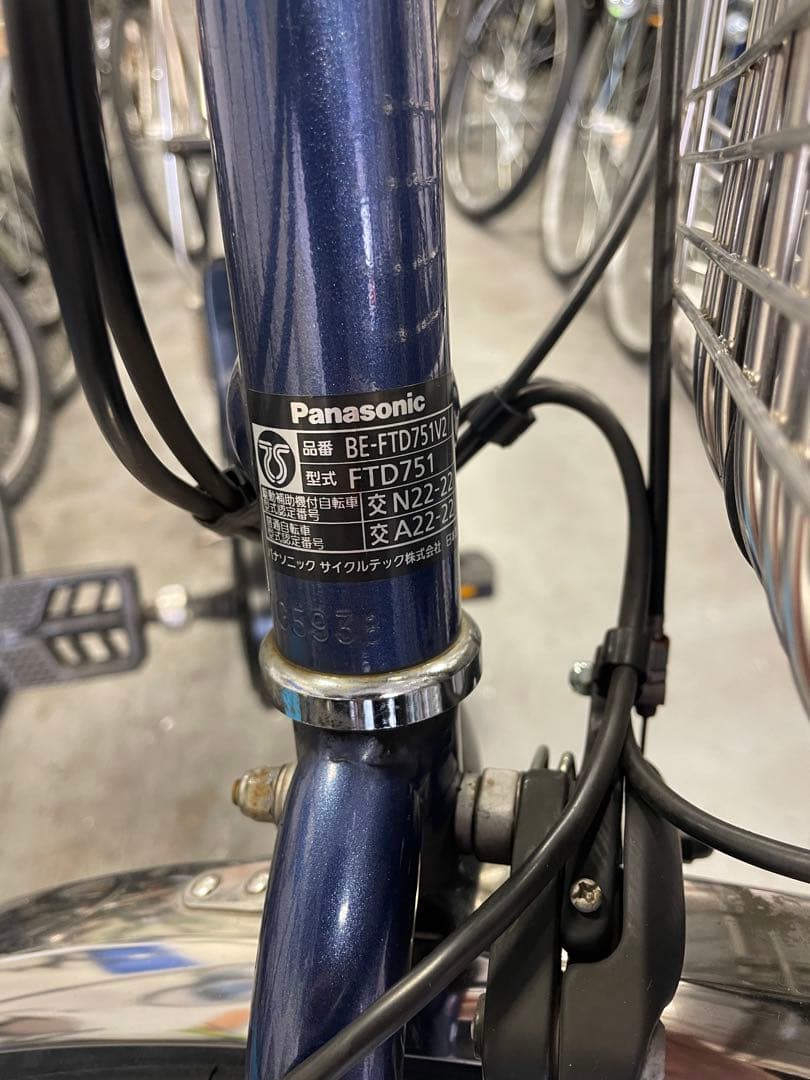 Panasonic
TS
品番 BE-FTD751V2
型式 FTD751
駆動補助機付自転車
型式認定番号 交 N22-22
普通自転車
型式認定番号 交 A22-22
パナソニック サイクルテック株式会社 日
593